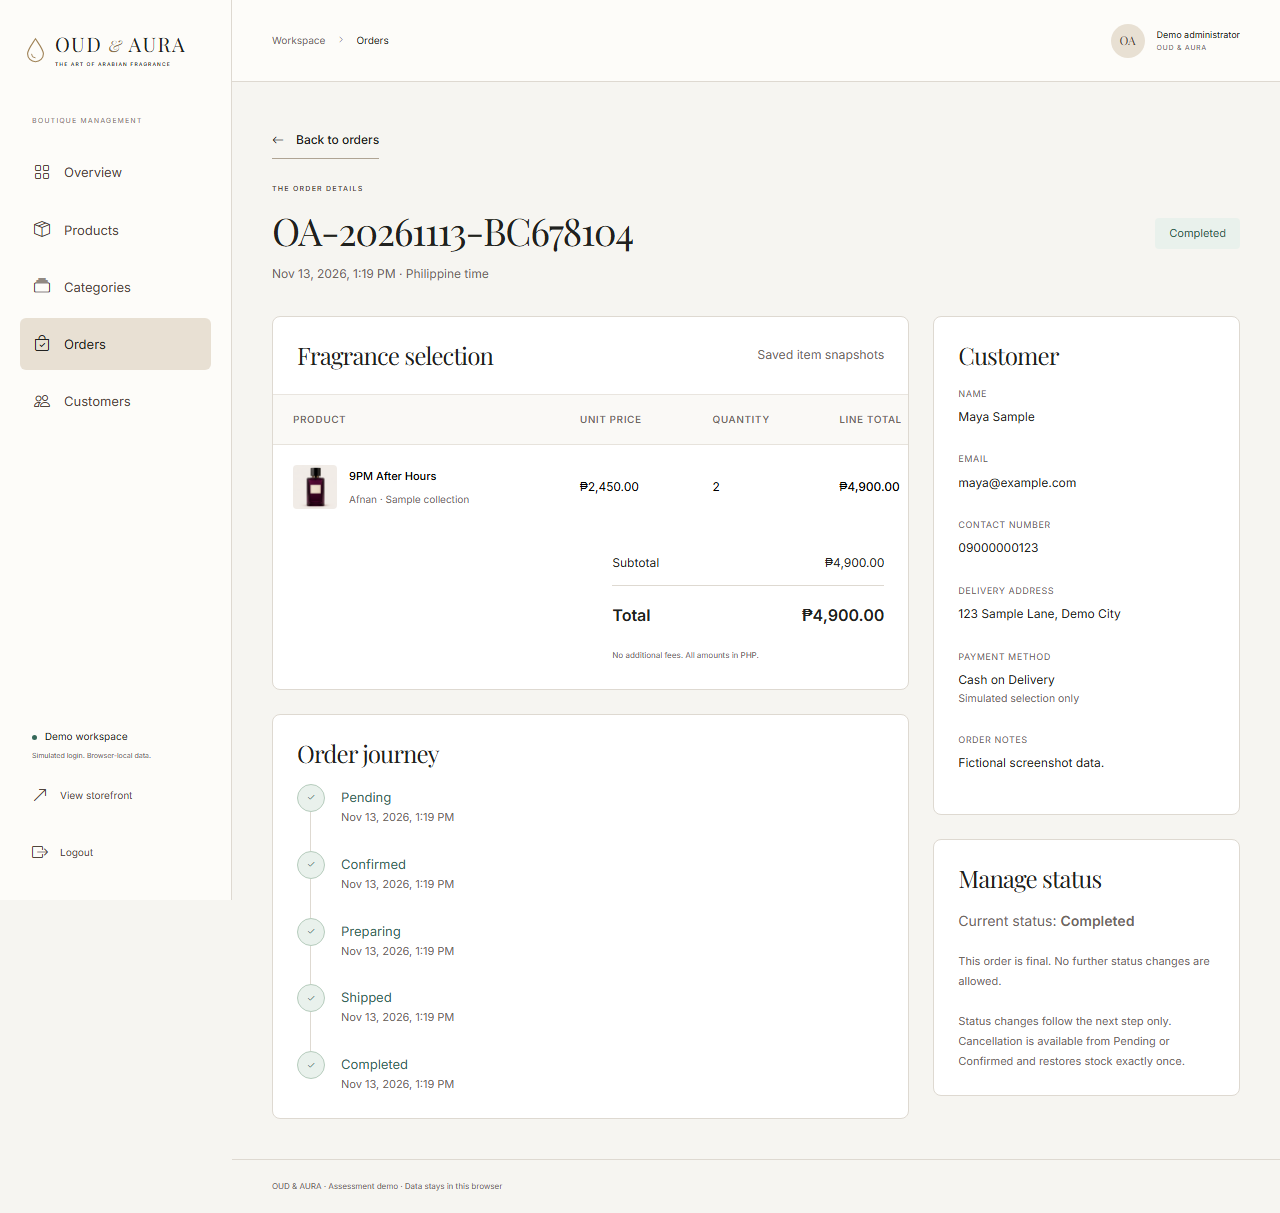 OUD & AURA
THE ART OF ARABIAN FRAGRANCE
BOUTIQUE MANAGEMENT
Overview
Products
Categories
Orders
Customers
Demo workspace
Simulated login. Browser-local data.
View storefront
Logout
Workspace > Orders
OA
Demo administrator
OUD & AURA
← Back to orders
THE ORDER DETAILS
OA-20261113-BC678104
Completed
Nov 13, 2026, 1:19 PM · Philippine time
Fragrance selection
Saved item snapshots
PRODUCT UNIT PRICE QUANTITY LINE TOTAL
9PM After Hours
Afnan · Sample collection
₱2,450.00 2 ₱4,900.00
Subtotal ₱4,900.00
Total ₱4,900.00
No additional fees. All amounts in PHP.
Order journey
Pending
Nov 13, 2026, 1:19 PM
Confirmed
Nov 13, 2026, 1:19 PM
Preparing
Nov 13, 2026, 1:19 PM
Shipped
Nov 13, 2026, 1:19 PM
Completed
Nov 13, 2026, 1:19 PM
Customer
NAME
Maya Sample
EMAIL
maya@example.com
CONTACT NUMBER
09000000123
DELIVERY ADDRESS
123 Sample Lane, Demo City
PAYMENT METHOD
Cash on Delivery
Simulated selection only
ORDER NOTES
Fictional screenshot data.
Manage status
Current status: Completed
This order is final. No further status changes are
allowed.
Status changes follow the next step only.
Cancellation is available from Pending or
Confirmed and restores stock exactly once.
OUD & AURA · Assessment demo · Data stays in this browser